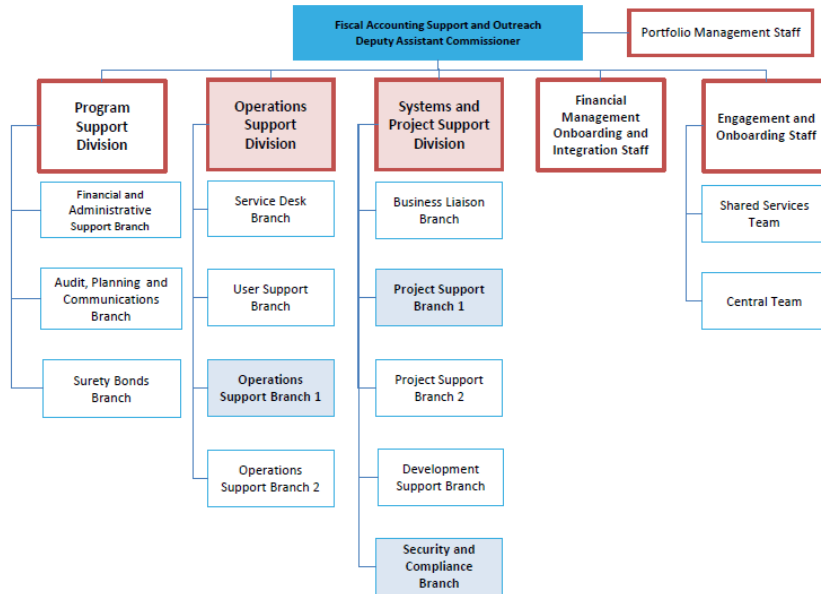 Fiscal Accounting Support and Outreach
Deputy Assistant Commissioner
Portfolio Management Staff
Program
Support
Division
Operations
Support
Division
Systems and
Project Support
Division
Financial
Management
Onboarding and
Integration Staff
Engagement and
Onboarding Staff
Financial and
Administrative
Support Branch
Service Desk
Branch
Business Liaison
Branch
Shared Services
Team
Audit, Planning and
Communications
Branch
User Support
Branch
Project Support
Branch 1
Central Team
Surety Bonds
Branch
Operations
Support Branch 1
Project Support
Branch 2
Operations
Support Branch 2
Development
Support Branch
Security and
Compliance
Branch